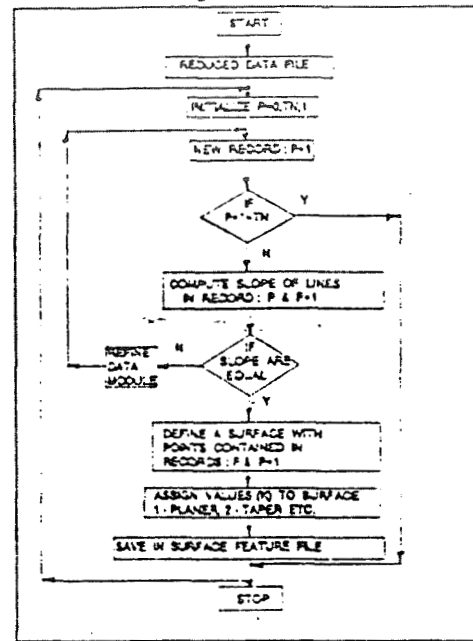 START
REDUCED DATA FILE
INITIALIZE P=0,TN,1
NEW RECORD : P+1
IF
P+1=TN
Y
N
COMPUTE SLOPE OF LINES
IN RECORD : P & P+1
IF
SLOPE ARE
EQUAL
N
REFINE
DATA
MODULE
Y
DEFINE A SURFACE WITH
POINTS CONTAINED IN
RECORDS : P & P+1
ASSIGN VALUES TO SURFACE
1 - PLANER, 2 - TAPER ETC.
SAVE IN SURFACE FEATURE FILE
STOP